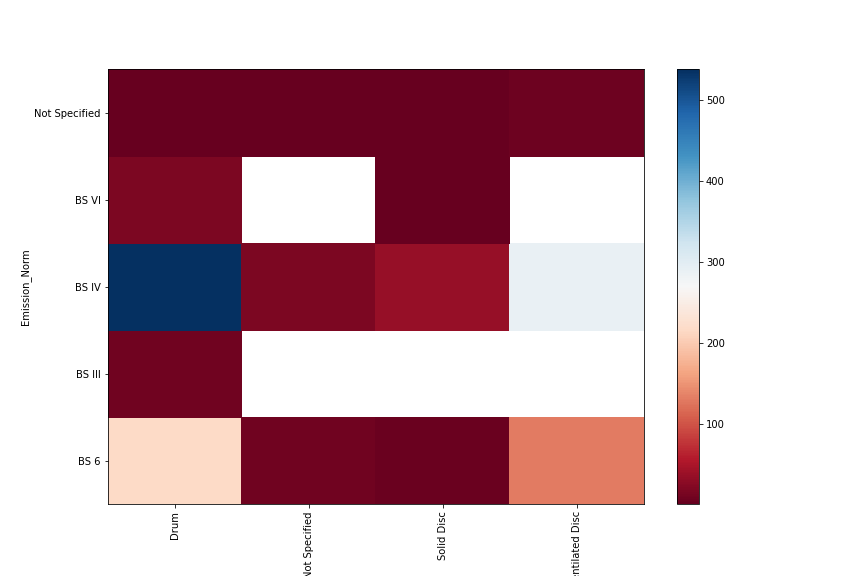 Not Specified
BS VI
BS IV
BS III
BS 6
Emission_Norm
Drum
Not Specified
Solid Disc
entilated Disc
500
400
300
200
100